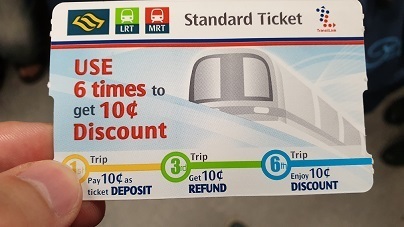 LRT MRT Standard Ticket
TransitLink
USE
6 times to
get 10¢
Discount
1 Trip
Pay 10¢ as
ticket DEPOSIT
3rd Trip
Get 10¢
REFUND
6th Trip
Enjoy 10¢
DISCOUNT